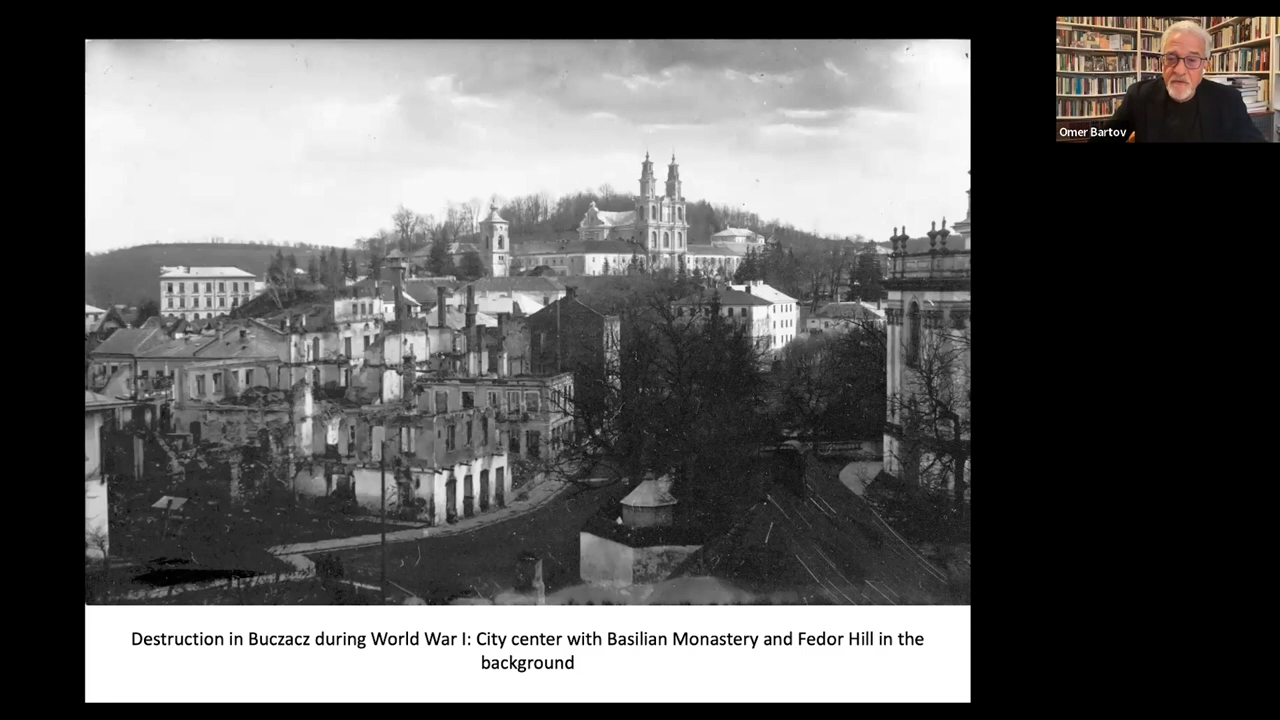 Omer Bartov
Destruction in Buczacz during World War I: City center with Basilian Monastery and Fedor Hill in the
background